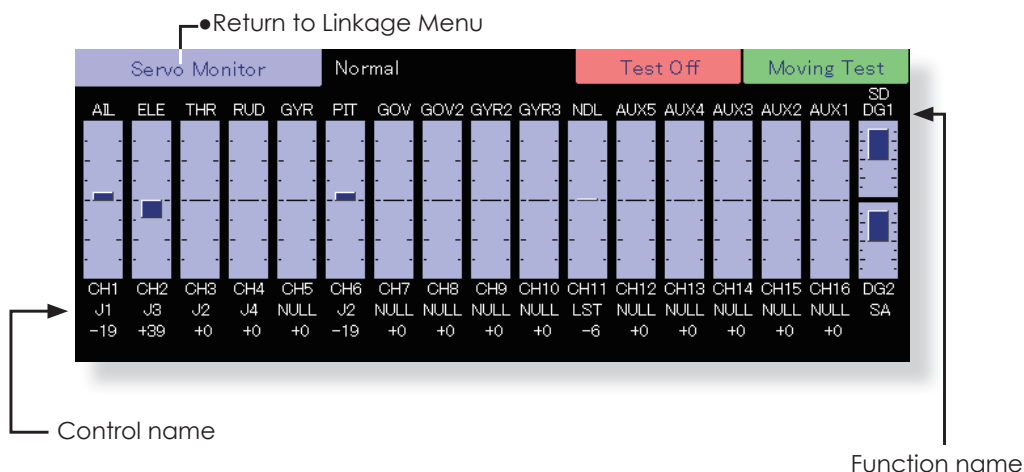 ●Return to Linkage Menu
Servo Monitor Normal Test Off Moving Test
SD
AIL ELE THR RUD GYR PIT GOV GOV2 GYR2 GYR3 NDL AUX5 AUX4 AUX3 AUX2 AUX1 DG1
CH1 CH2 CH3 CH4 CH5 CH6 CH7 CH8 CH9 CH10 CH11 CH12 CH13 CH14 CH15 CH16 DG2
J1 J3 J2 J4 NULL J2 NULL NULL NULL NULL LST NULL NULL NULL NULL NULL SA
-19 +39 +0 +0 +0 -19 +0 +0 +0 +0 -6 +0 +0 +0 +0 +0
Control name
Function name